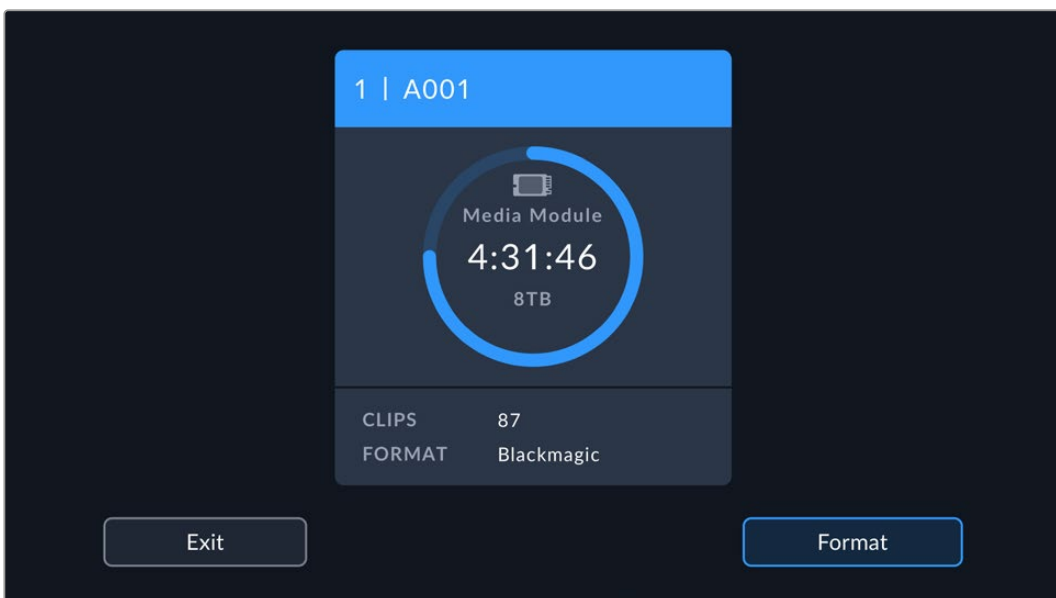 1 | A001
Media Module
4:31:46
8TB
CLIPS 87
FORMAT Blackmagic
Exit Format